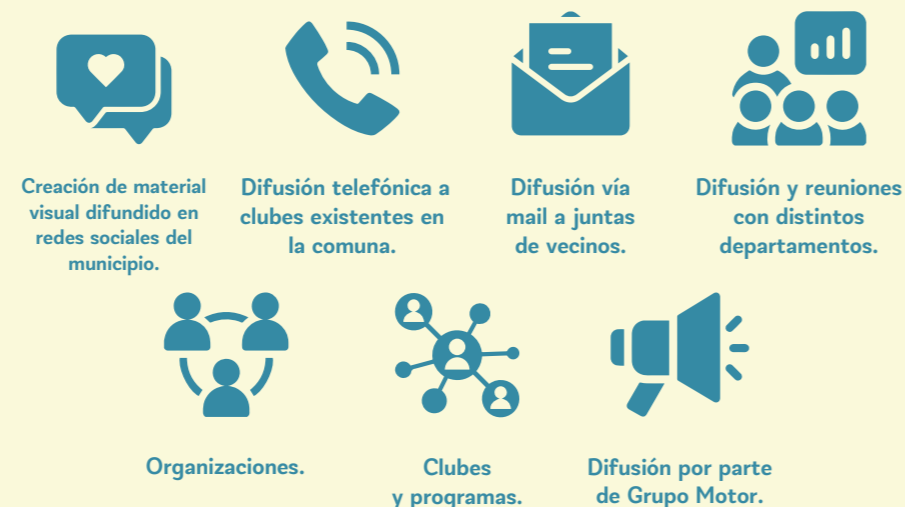 Creación de material
visual difundido en
redes sociales del
municipio.
Difusión telefónica a
clubes existentes en
la comuna.
Difusión vía
mail a juntas
de vecinos.
Difusión y reuniones
con distintos
departamentos.
Organizaciones.
Clubes
y programas.
Difusión por parte
de Grupo Motor.